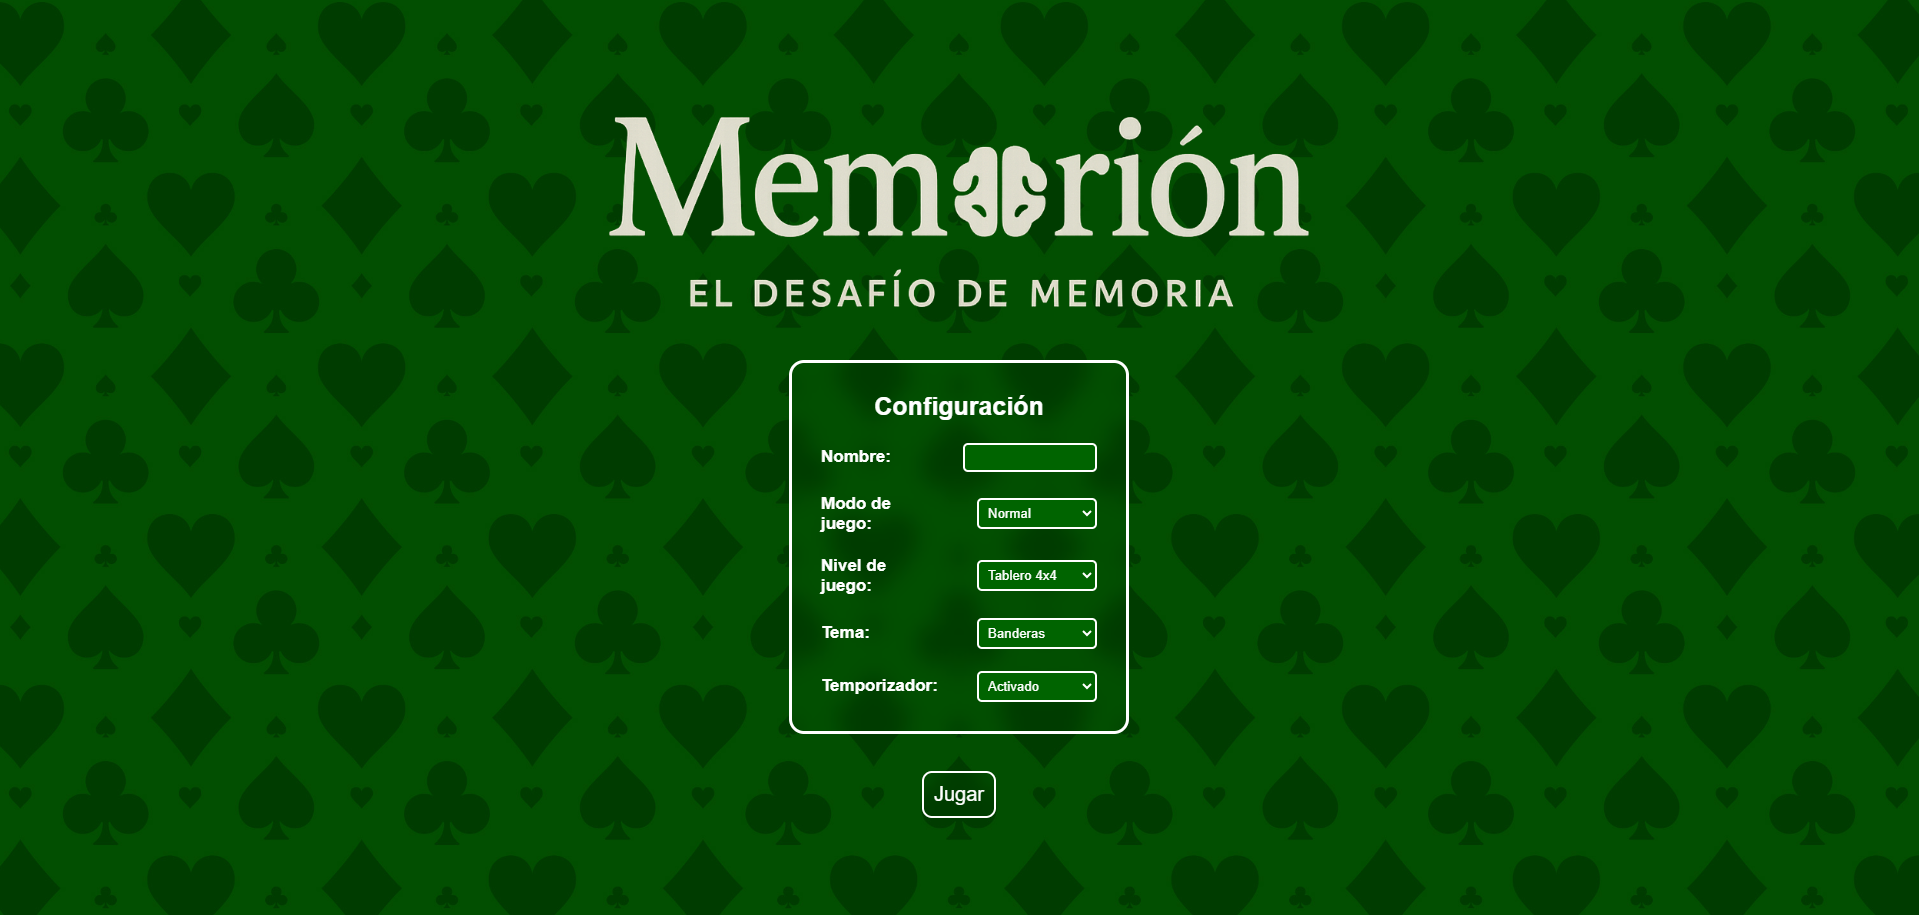 Memorión
EL DESAFÍO DE MEMORIA
Configuración
Nombre:
Modo de
juego:
Normal
Nivel de
juego:
Tablero 4x4
Tema:
Banderas
Temporizador:
Activado
Jugar